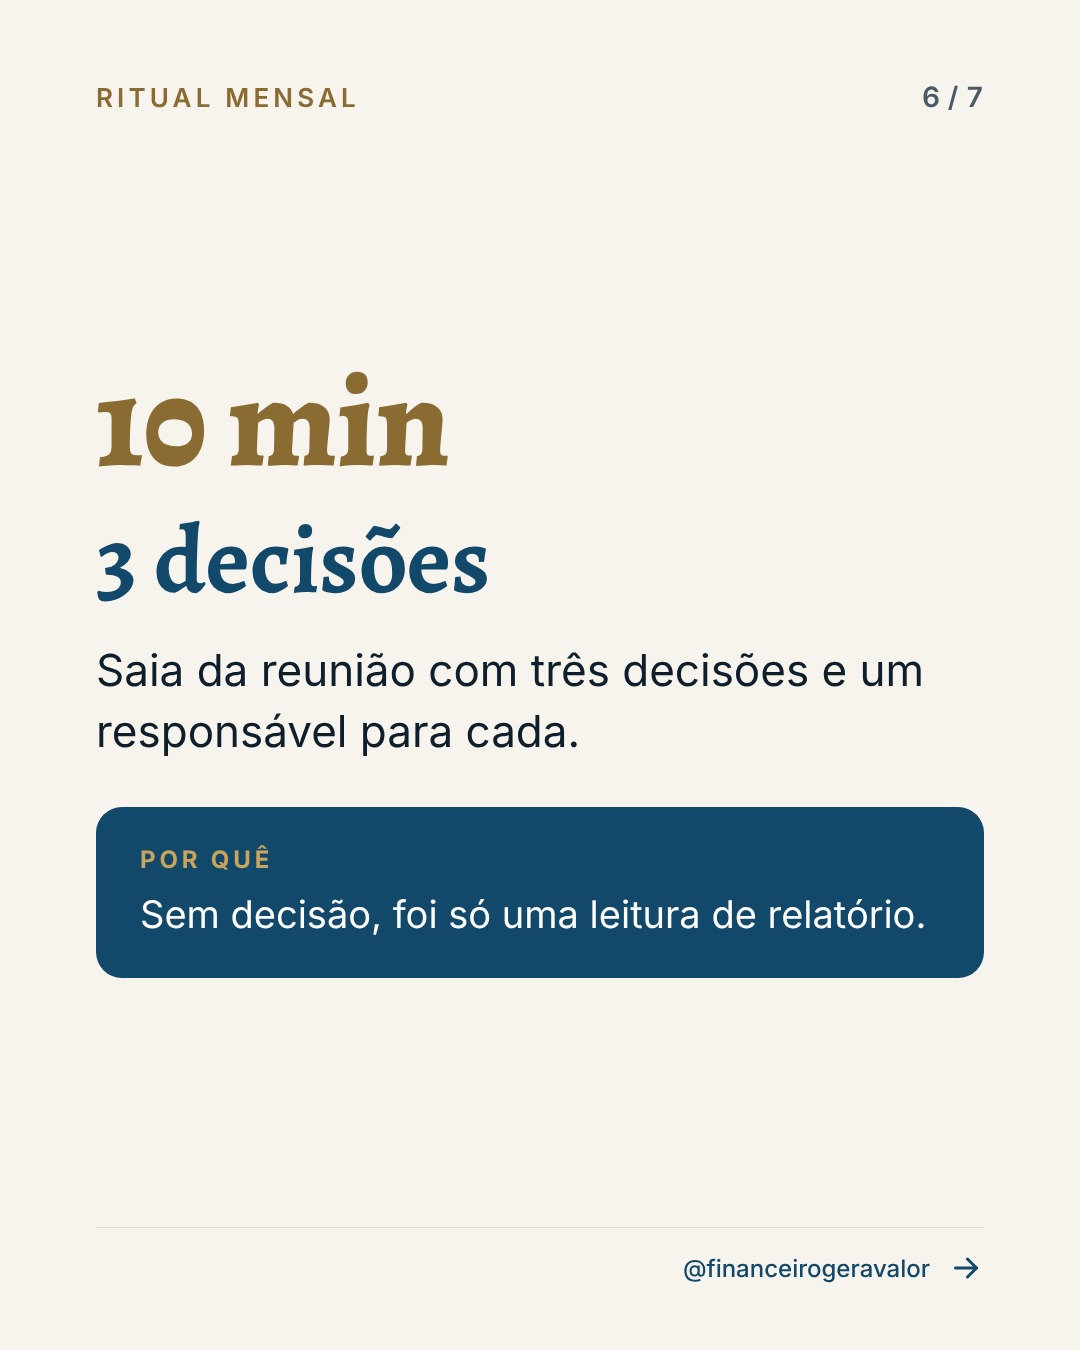 RITUAL MENSAL
6 / 7
10 min
3 decisões
Saia da reunião com três decisões e um
responsável para cada.
POR QUÊ
Sem decisão, foi só uma leitura de relatório.
@financeirogeravalor →